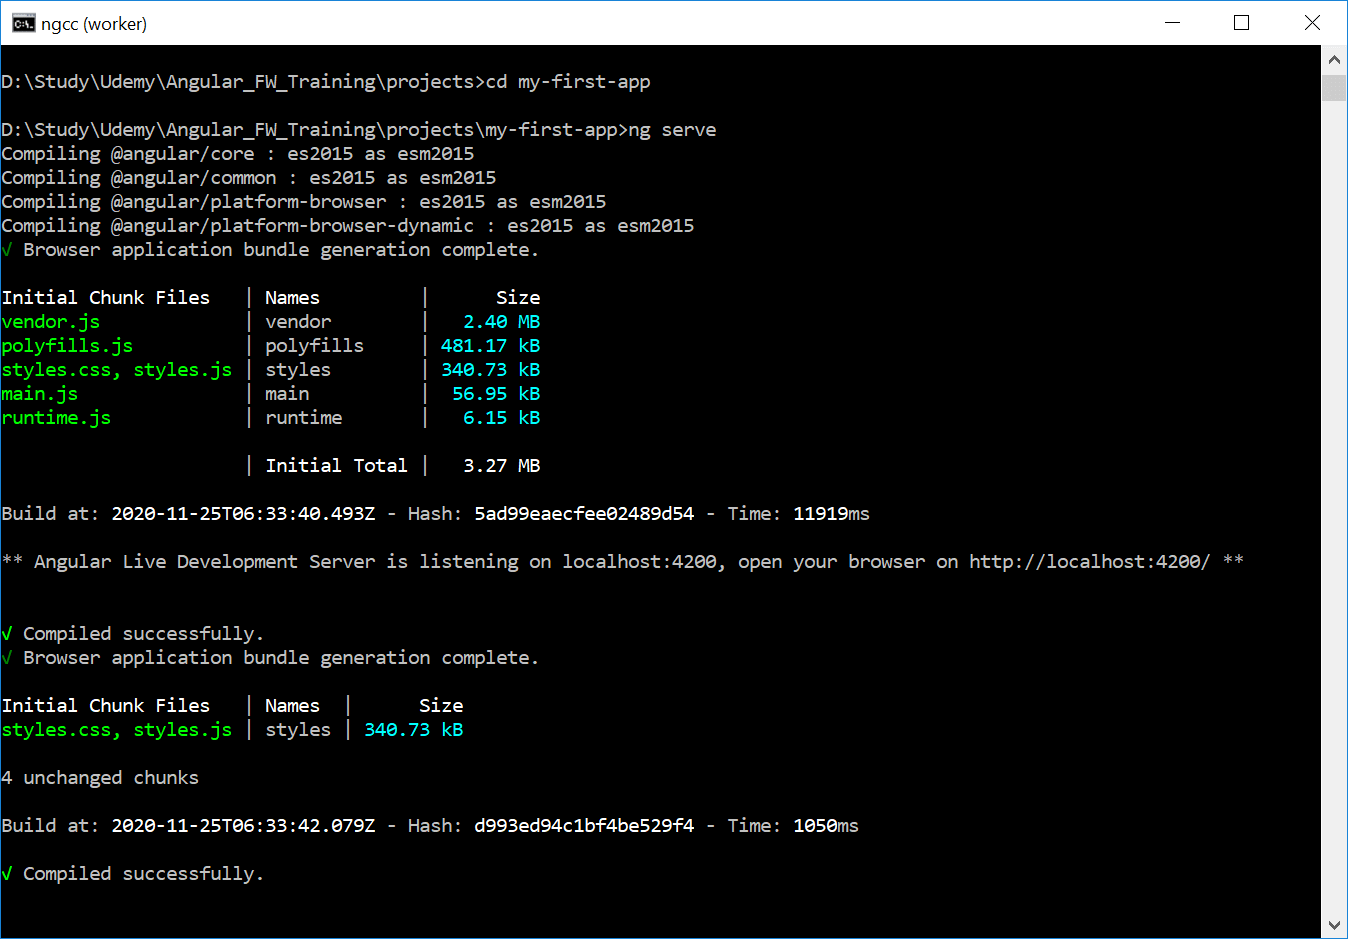 ngcc (worker)
D:\Study\Udemy\Angular_FW_Training\projects>cd my-first-app
D:\Study\Udemy\Angular_FW_Training\projects\my-first-app>ng serve
Compiling @angular/core : es2015 as esm2015
Compiling @angular/common : es2015 as esm2015
Compiling @angular/platform-browser : es2015 as esm2015
Compiling @angular/platform-browser-dynamic : es2015 as esm2015
√ Browser application bundle generation complete.
Initial Chunk Files | Names | Size
vendor.js | vendor | 2.40 MB
polyfills.js | polyfills | 481.17 kB
styles.css, styles.js | styles | 340.73 kB
main.js | main | 56.95 kB
runtime.js | runtime | 6.15 kB
| Initial Total | 3.27 MB
Build at: 2020-11-25T06:33:40.493Z - Hash: 5ad99eaecfee02489d54 - Time: 11919ms
** Angular Live Development Server is listening on localhost:4200, open your browser on http://localhost:4200/ **
√ Compiled successfully.
√ Browser application bundle generation complete.
Initial Chunk Files | Names | Size
styles.css, styles.js | styles | 340.73 kB
4 unchanged chunks
Build at: 2020-11-25T06:33:42.079Z - Hash: d993ed94c1bf4be529f4 - Time: 1050ms
√ Compiled successfully.